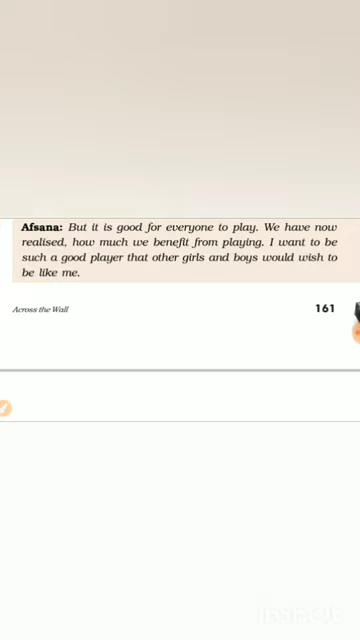 Afsana: But it is good for everyone to play. We have now
realised, how much we benefit from playing. I want to be
such a good player that other girls and boys would wish to
be like me.
Across the Wall
161